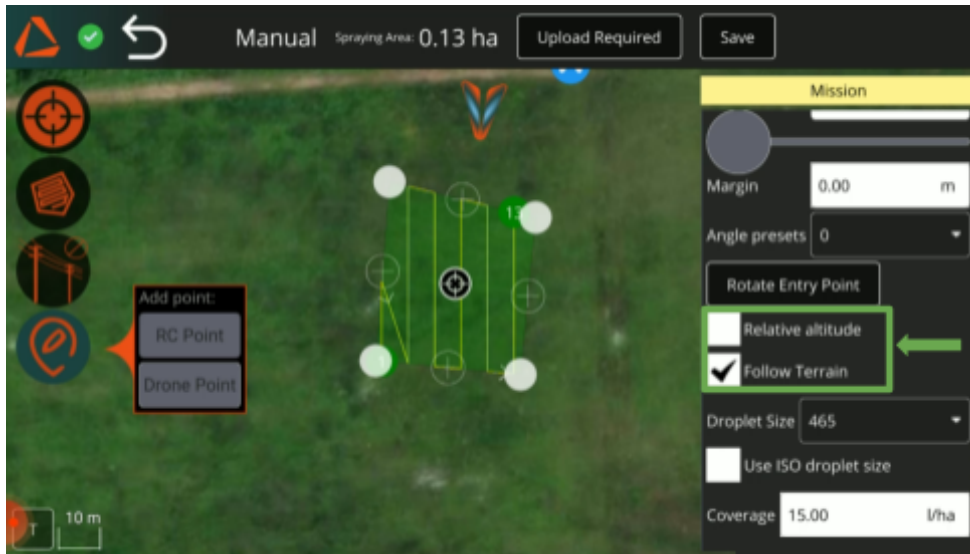 Manual Spraying Area: 0.13 ha Upload Required Save
Mission
Margin 0.00 m
Angle presets 0
Rotate Entry Point
Relative altitude
Follow Terrain
Droplet Size 465
Use ISO droplet size
Coverage 15.00 l/ha
Add point:
RC Point
Drone Point
13
1
T 10 m